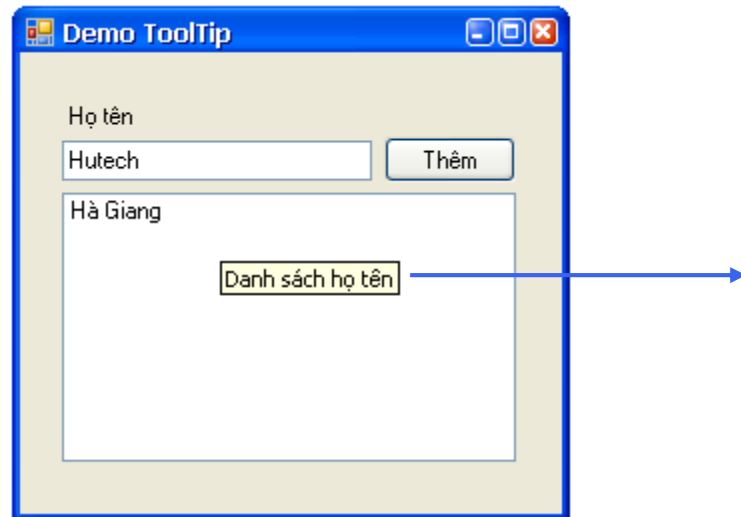 Demo ToolTip
Họ tên
Hutech Thêm
Hà Giang
Danh sách họ tên